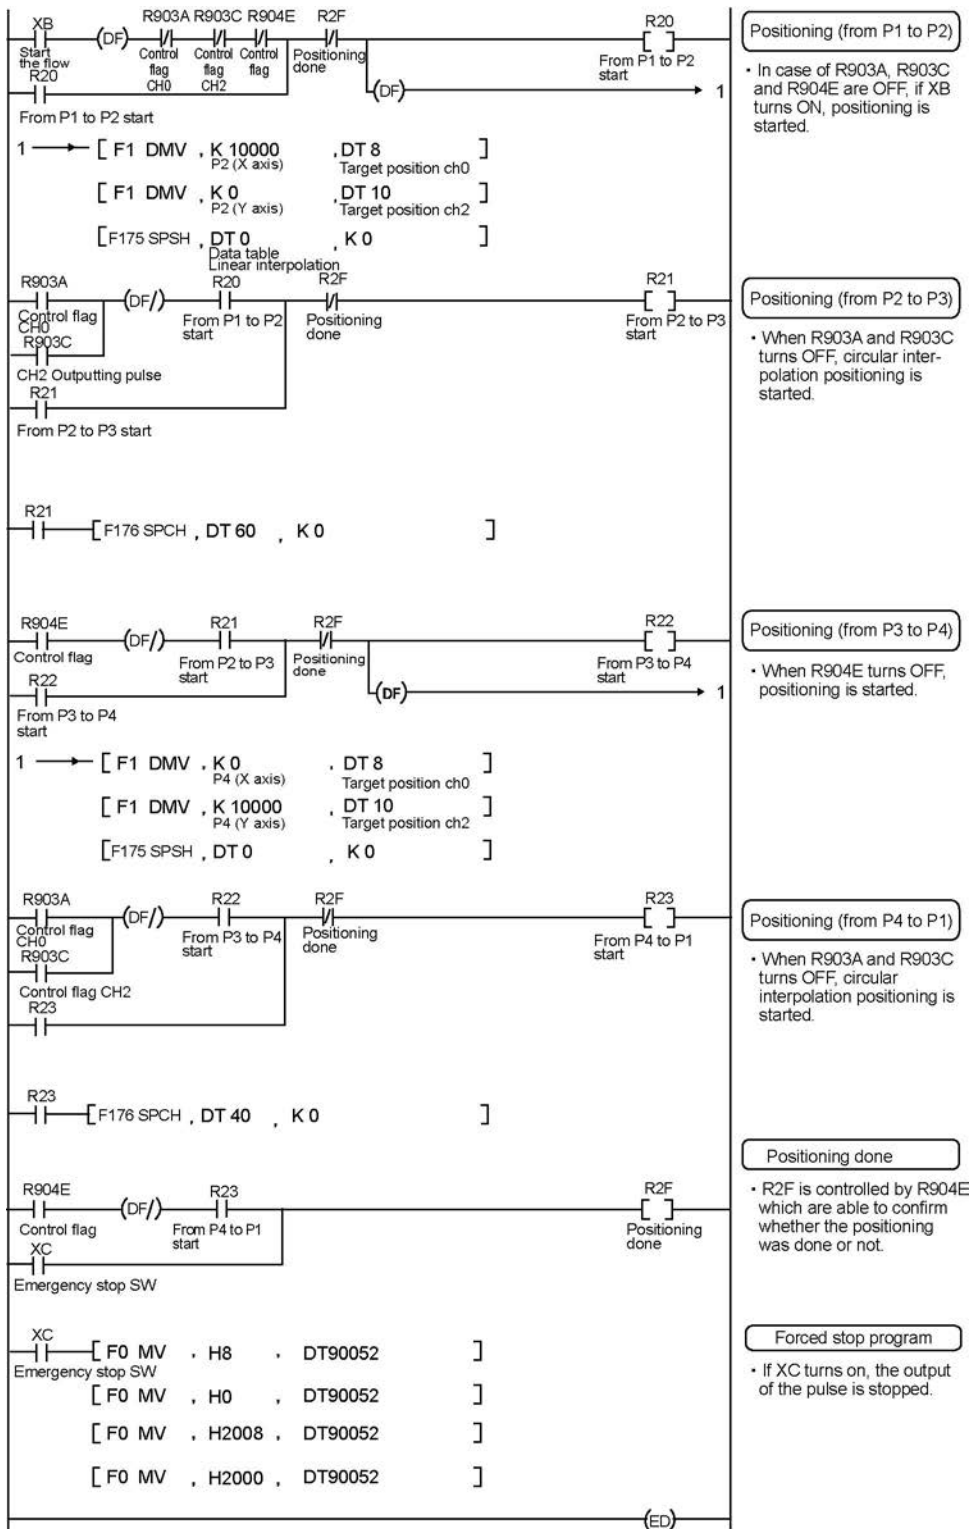 XB R903A R903C R904E R2F R20
(DF)
Start the flow
Control flag CH0
Control flag CH2
Control flag
Positioning done
From P1 to P2 start
R20
(DF) 1
From P1 to P2 start
1 [ F1 DMV , K 10000 , DT 8 ]
P2 (X axis) Target position ch0
[ F1 DMV , K 0 , DT 10 ]
P2 (Y axis) Target position ch2
[F175 SPSH , DT 0 , K 0 ]
Data table
Linear interpolation
R903A R20 R2F R21
(DF/)
Control flag CH0
From P1 to P2 start
Positioning done
From P2 to P3 start
R903C
CH2 Outputting pulse
R21
From P2 to P3 start
R21
[F176 SPCH , DT 60 , K 0 ]
R904E R21 R2F R22
(DF/)
Control flag
From P2 to P3 start
Positioning done
From P3 to P4 start
R22
(DF) 1
From P3 to P4 start
1 [ F1 DMV , K 0 , DT 8 ]
P4 (X axis) Target position ch0
[ F1 DMV , K 10000 , DT 10 ]
P4 (Y axis) Target position ch2
[F175 SPSH , DT 0 , K 0 ]
R903A R22 R2F R23
(DF/)
Control flag CH0
From P3 to P4
Positioning done
From P4 to P1 start
R903C
Control flag CH2
R23
R23
[F176 SPCH , DT 40 , K 0 ]
R904E R23 R2F
(DF/)
Control flag
From P4 to P1 start
Positioning done
XC
Emergency stop SW
XC
[ F0 MV , H8 , DT90052 ]
Emergency stop SW
[ F0 MV , H0 , DT90052 ]
[ F0 MV , H2008 , DT90052 ]
[ F0 MV , H2000 , DT90052 ]
(ED)
Positioning (from P1 to P2)
• In case of R903A, R903C
and R904E are OFF, if XB
turns ON, positioning is
started.
Positioning (from P2 to P3)
• When R903A and R903C
turns OFF, circular inter-
polation positioning is
started.
Positioning (from P3 to P4)
• When R904E turns OFF,
positioning is started.
Positioning (from P4 to P1)
• When R903A and R903C
turns OFF, circular
interpolation positioning is
started.
Positioning done
• R2F is controlled by R904E
which are able to confirm
whether the positioning
was done or not.
Forced stop program
• If XC turns on, the output
of the pulse is stopped.